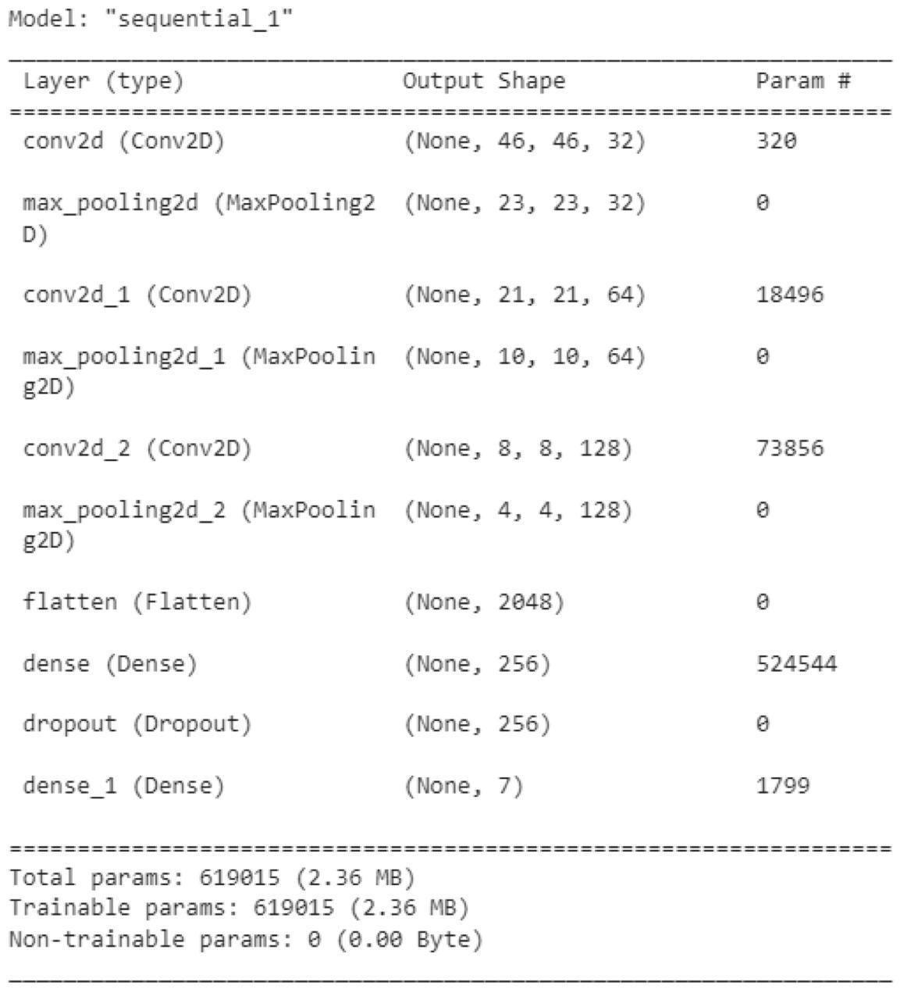 Model: "sequential_1"
Layer (type) Output Shape Param #
conv2d (Conv2D) (None, 46, 46, 32) 320
max_pooling2d (MaxPooling2 (None, 23, 23, 32) 0
D)
conv2d_1 (Conv2D) (None, 21, 21, 64) 18496
max_pooling2d_1 (MaxPoolin (None, 10, 10, 64) 0
g2D)
conv2d_2 (Conv2D) (None, 8, 8, 128) 73856
max_pooling2d_2 (MaxPoolin (None, 4, 4, 128) 0
g2D)
flatten (Flatten) (None, 2048) 0
dense (Dense) (None, 256) 524544
dropout (Dropout) (None, 256) 0
dense_1 (Dense) (None, 7) 1799
Total params: 619015 (2.36 MB)
Trainable params: 619015 (2.36 MB)
Non-trainable params: 0 (0.00 Byte)